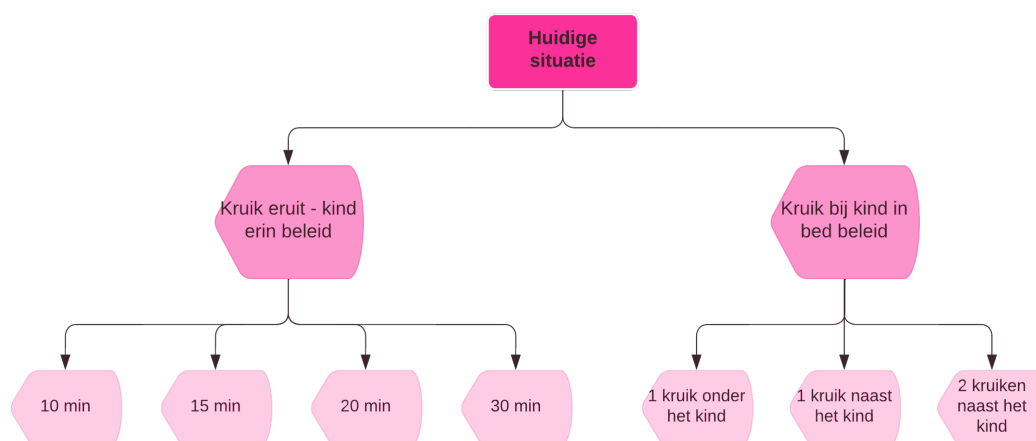 Huidige
situatie
Kruik eruit - kind
erin beleid
Kruik bij kind in
bed beleid
10 min
15 min
20 min
30 min
1 kruik onder
het kind
1 kruik naast
het kind
2 kruiken
naast het
kind